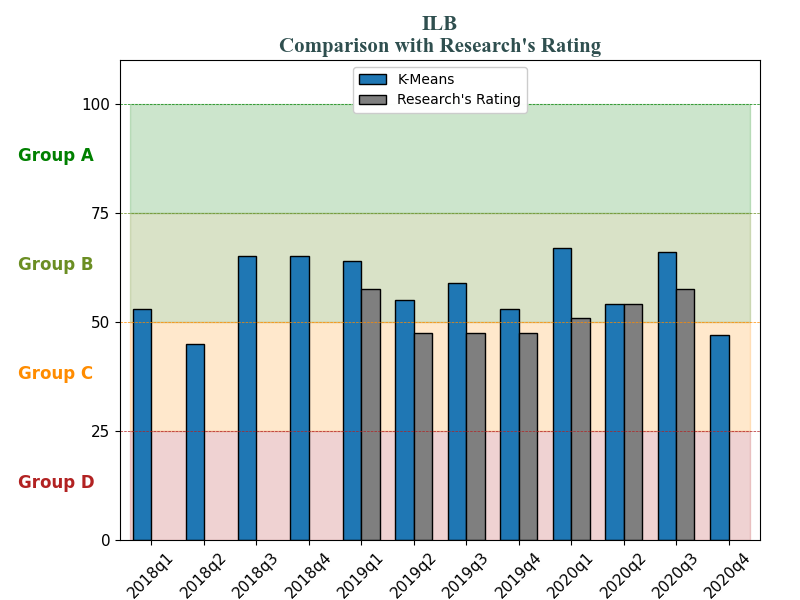 ILB
Comparison with Research's Rating
K-Means
Research's Rating
100
Group A
75
Group B
50
Group C
25
Group D
0
2018q1
2018q2
2018q3
2018q4
2019q1
2019q2
2019q3
2019q4
2020q1
2020q2
2020q3
2020q4